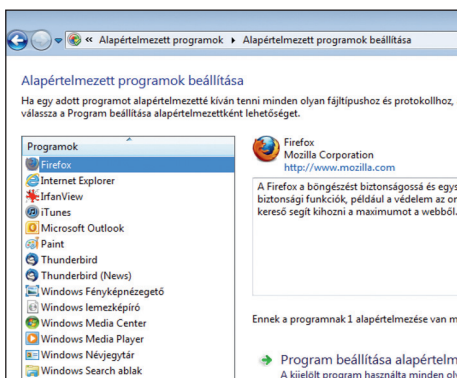 « Alapértelmezett programok ▸ Alapértelmezett programok beállítása
Alapértelmezett programok beállítása
Ha egy adott programot alapértelmezetté kíván tenni minden olyan fájltípushoz és protokollhoz,
válassza a Program beállítása alapértelmezettként lehetőséget.
Programok
Firefox
Internet Explorer
IrfanView
iTunes
Microsoft Outlook
Paint
Thunderbird
Thunderbird (News)
Windows Fényképnézegető
Windows lemezképíró
Windows Media Center
Windows Media Player
Windows Névjegytár
Windows Search ablak
Firefox
Mozilla Corporation
http://www.mozilla.com
A Firefox a böngészést biztonságossá és egys
biztonsági funkciók, például a védelem az on
kereső segít kihozni a maximumot a webből.
Ennek a programnak 1 alapértelmezése van m
Program beállítása alapértelm
A kijelölt program használta minden oly